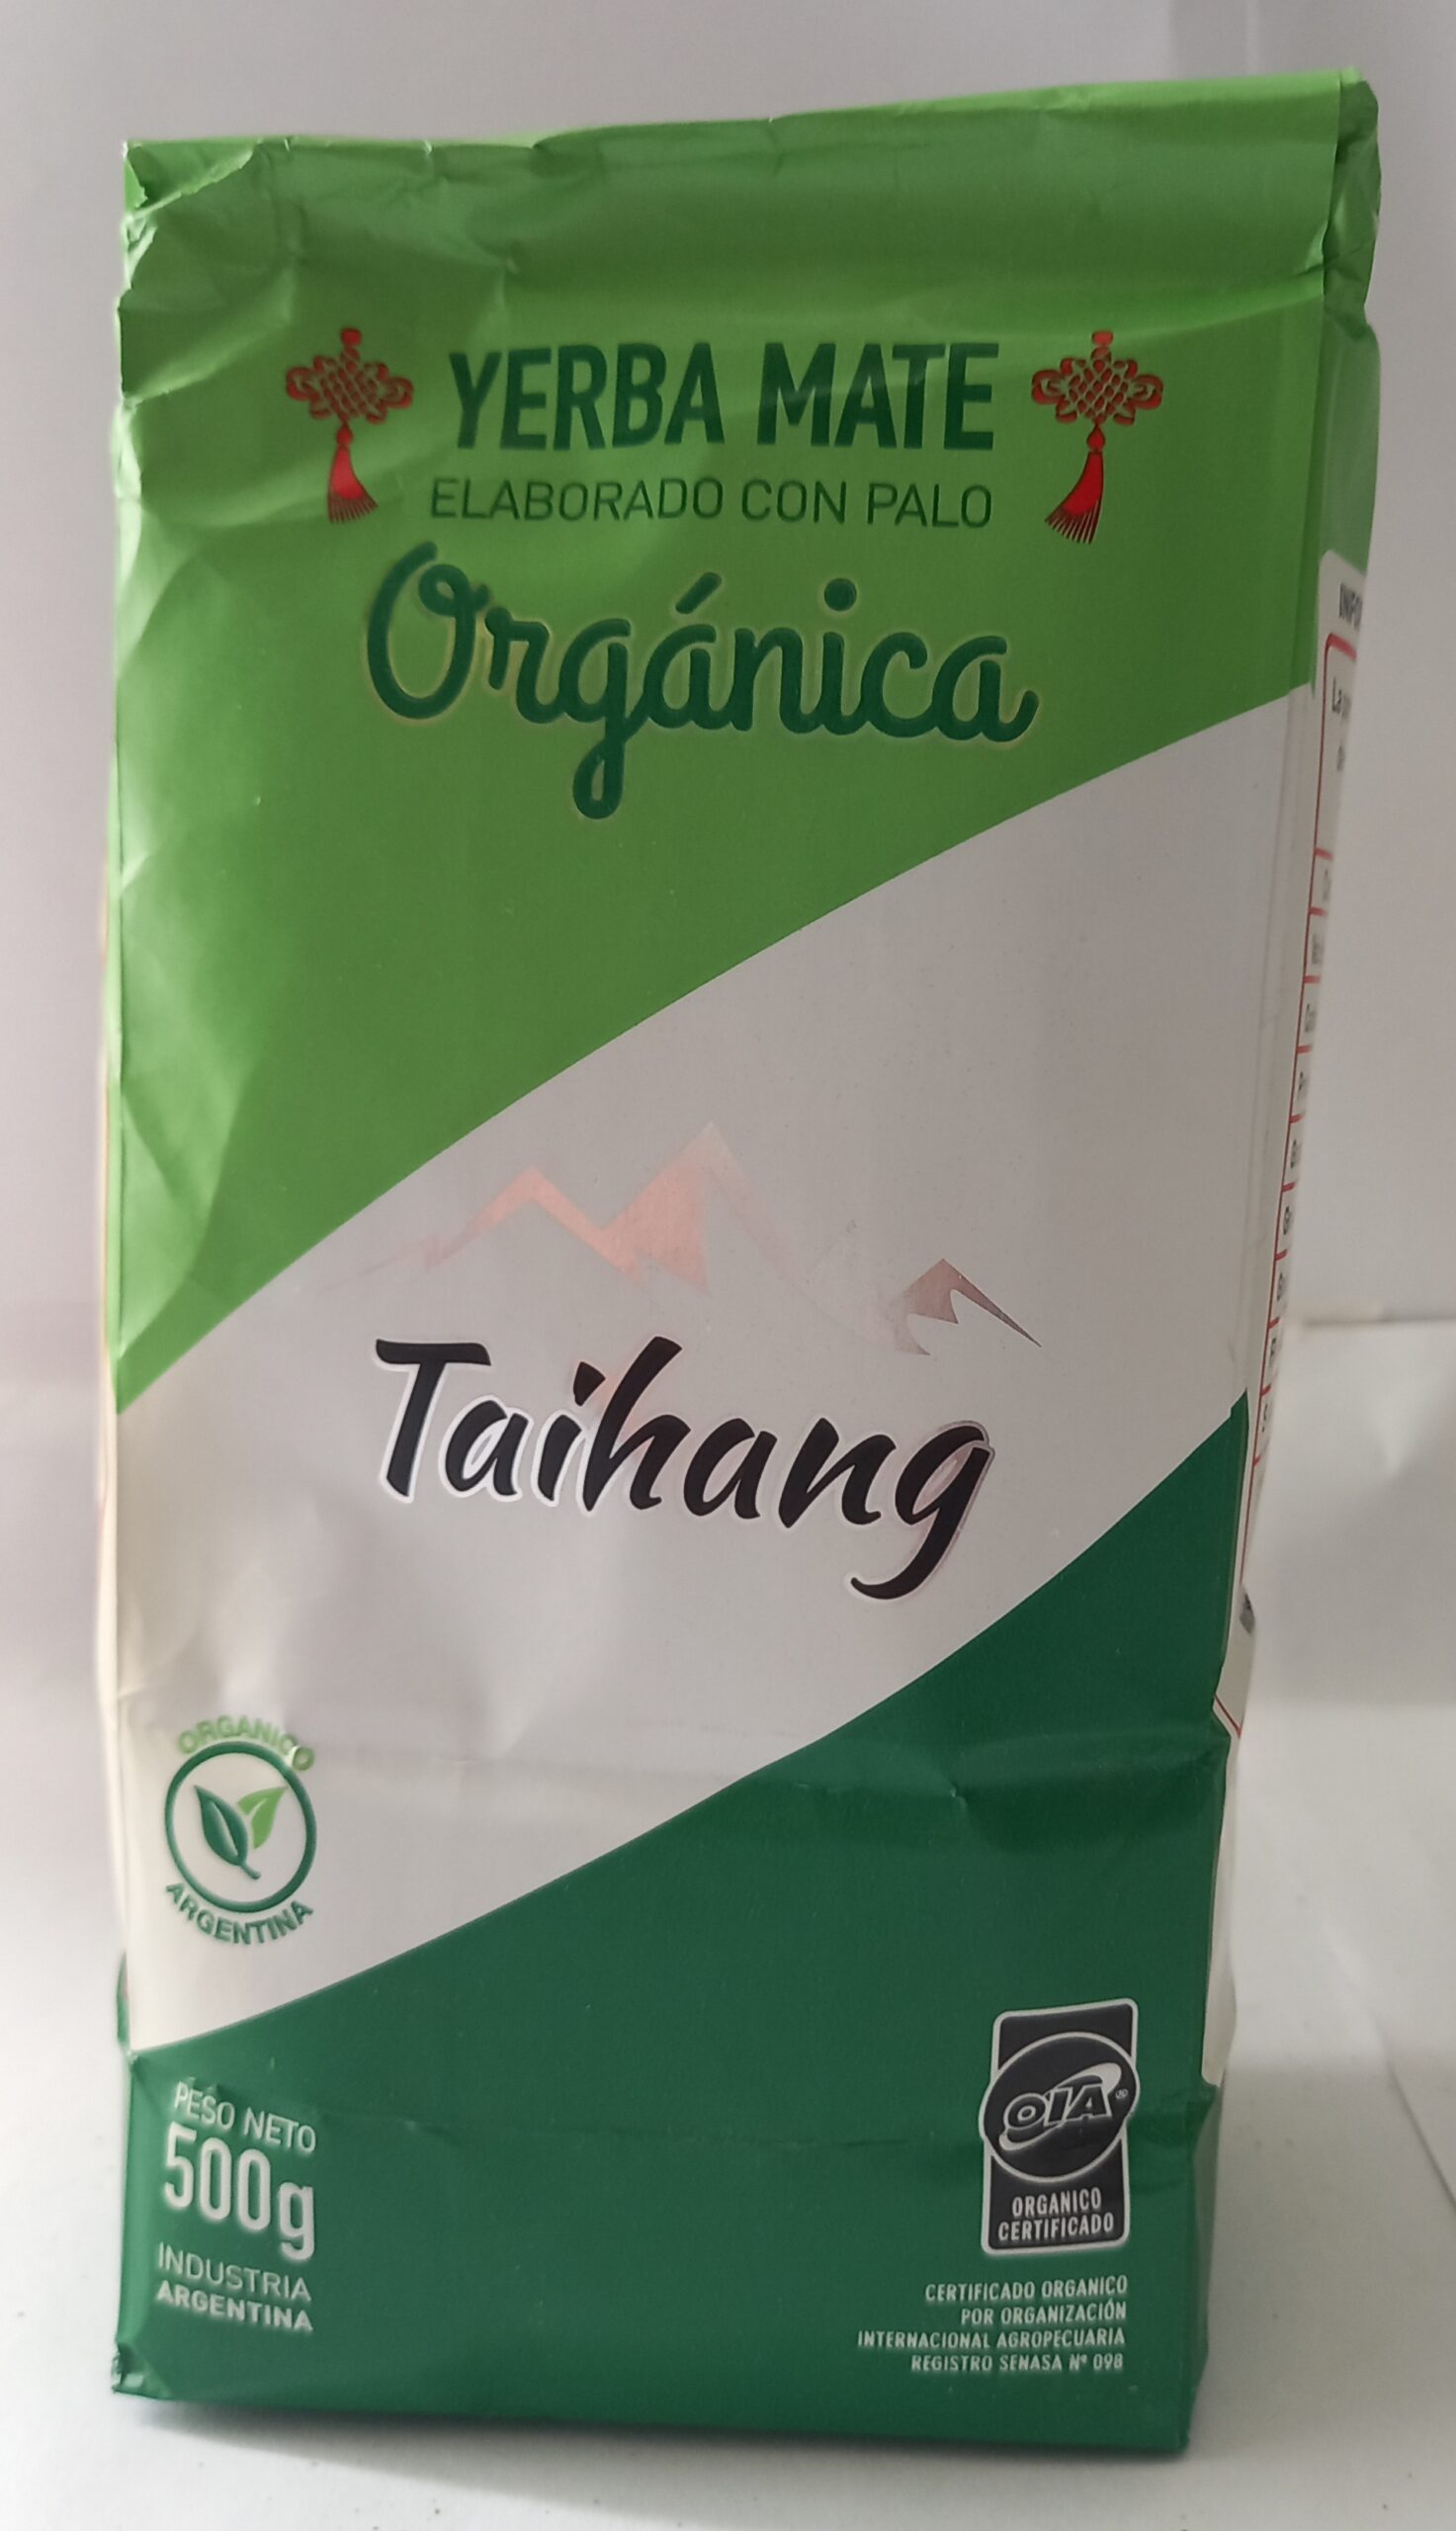 YERBA MATE
ELABORADO CON PALO
Orgánica
Taihang
ORGANICO
ARGENTINA
PESO NETO
500g
INDUSTRIA
ARGENTINA
OIA®
ORGANICO
CERTIFICADO
CERTIFICADO ORGANICO
POR ORGANIZACIÓN
INTERNACIONAL AGROPECUARIA
REGISTRO SENASA Nº 098